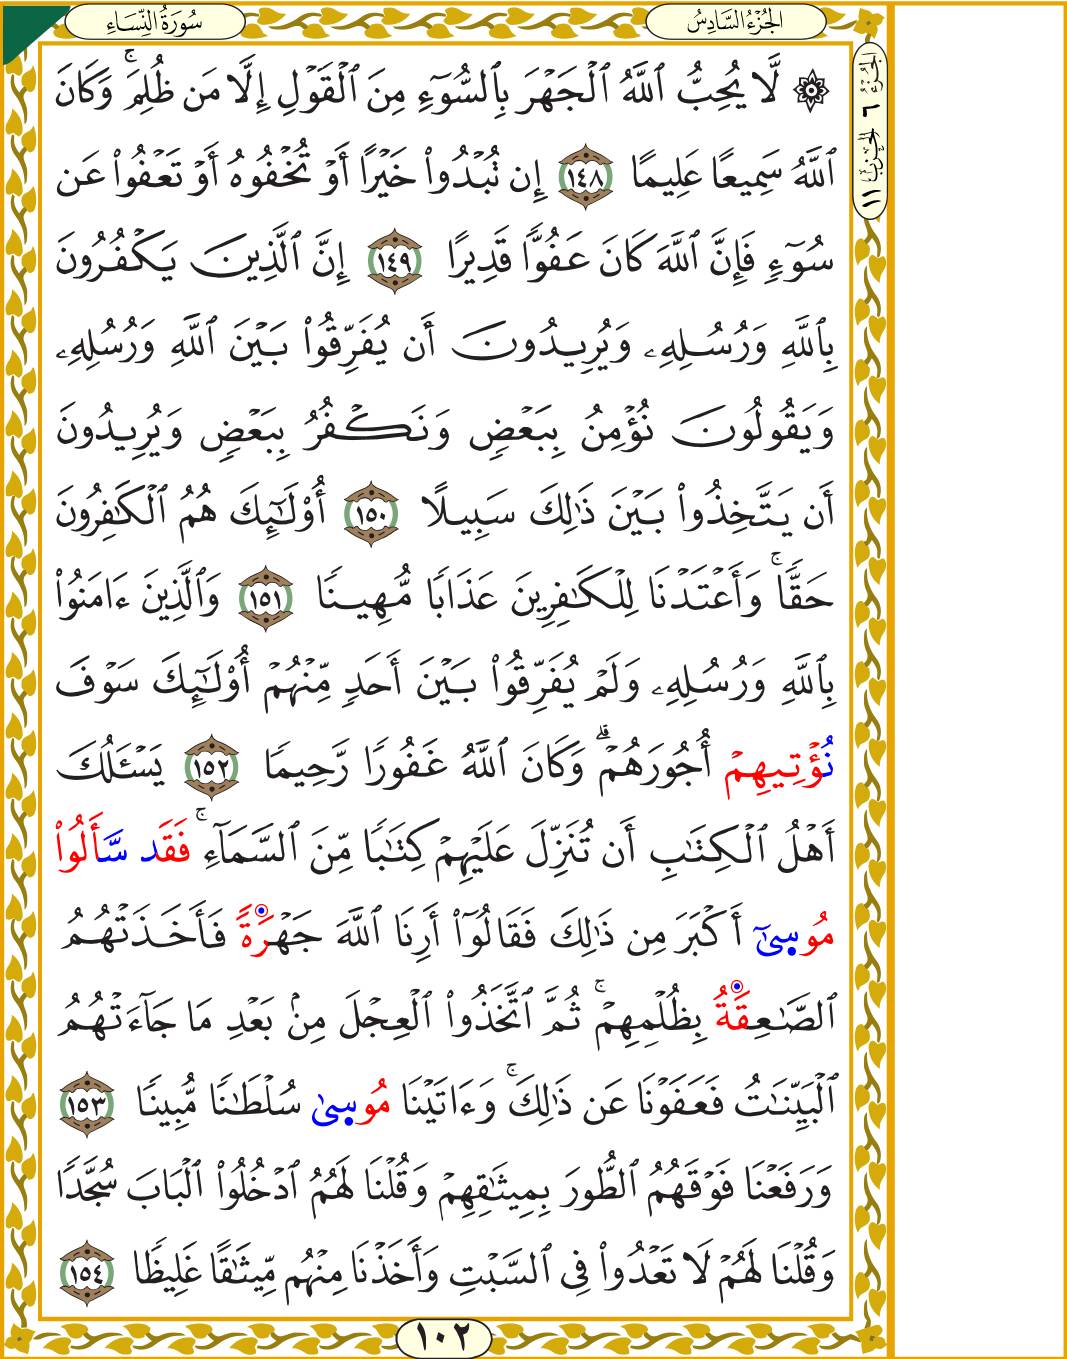 سُورَةُ النِّسَاءِ
الجُزْءُ السَّادِسُ
الجُزْءُ ٦ الحِزْبُ ١١
۞ لَّا يُحِبُّ ٱللَّهُ ٱلْجَهْرَ بِٱلسُّوٓءِ مِنَ ٱلْقَوْلِ إِلَّا مَن ظُلِمَۚ وَكَانَ
ٱللَّهُ سَمِيعًا عَلِيمًا ١٤٨ إِن تُبْدُوا۟ خَيْرًا أَوْ تُخْفُوهُ أَوْ تَعْفُوا۟ عَن
سُوٓءٍ فَإِنَّ ٱللَّهَ كَانَ عَفُوًّا قَدِيرًا ١٤٩ إِنَّ ٱلَّذِينَ يَكْفُرُونَ
بِٱللَّهِ وَرُسُلِهِۦ وَيُرِيدُونَ أَن يُفَرِّقُوا۟ بَيْنَ ٱللَّهِ وَرُسُلِهِۦ
وَيَقُولُونَ نُؤْمِنُ بِبَعْضٍ وَنَكْفُرُ بِبَعْضٍ وَيُرِيدُونَ
أَن يَتَّخِذُوا۟ بَيْنَ ذَٰلِكَ سَبِيلًا ١٥٠ أُو۟لَٰٓئِكَ هُمُ ٱلْكَٰفِرُونَ
حَقًّاۚ وَأَعْتَدْنَا لِلْكَٰفِرِينَ عَذَابًا مُّهِينًا ١٥١ وَٱلَّذِينَ ءَامَنُوا۟
بِٱللَّهِ وَرُسُلِهِۦ وَلَمْ يُفَرِّقُوا۟ بَيْنَ أَحَدٍ مِّنْهُمْ أُو۟لَٰٓئِكَ سَوْفَ
نُؤْتِيهِمْ أُجُورَهُمْۗ وَكَانَ ٱللَّهُ غَفُورًا رَّحِيمًا ١٥٢ يَسْـَٔلُكَ
أَهْلُ ٱلْكِتَٰبِ أَن تُنَزِّلَ عَلَيْهِمْ كِتَٰبًا مِّنَ ٱلسَّمَآءِۚ فَقَد سَّأَلُوا۟
مُوسِىٰٓ أَكْبَرَ مِن ذَٰلِكَ فَقَالُوٓا۟ أَرِنَا ٱللَّهَ جَهْرَةً فَأَخَذَتْهُمُ
ٱلصَّٰعِقَةُ بِظُلْمِهِمْۚ ثُمَّ ٱتَّخَذُوا۟ ٱلْعِجْلَ مِنۢ بَعْدِ مَا جَآءَتْهُمُ
ٱلْبَيِّنَٰتُ فَعَفَوْنَا عَن ذَٰلِكَۚ وَءَاتَيْنَا مُوسِىٰ سُلْطَٰنًا مُّبِينًا ١٥٣
وَرَفَعْنَا فَوْقَهُمُ ٱلطُّورَ بِمِيثَٰقِهِمْ وَقُلْنَا لَهُمُ ٱدْخُلُوا۟ ٱلْبَابَ سُجَّدًا
وَقُلْنَا لَهُمْ لَا تَعْدُوا۟ فِى ٱلسَّبْتِ وَأَخَذْنَا مِنْهُم مِّيثَٰقًا غَلِيظًا ١٥٤
١٠٢